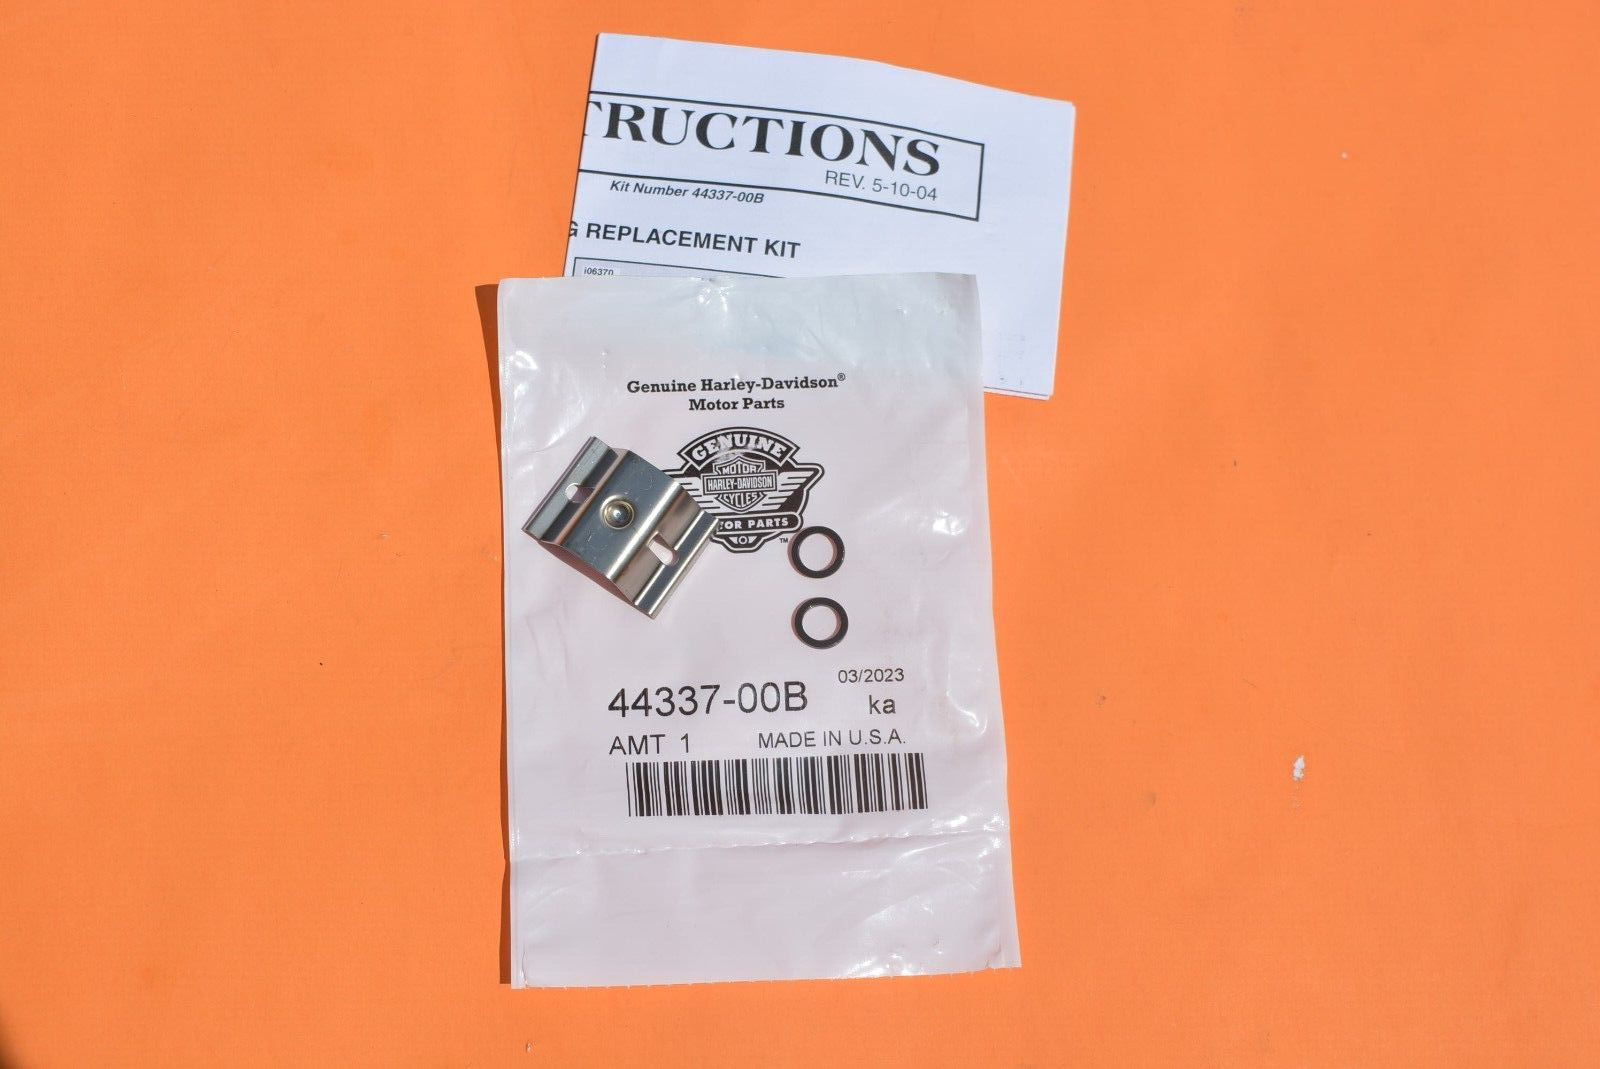 TRUCTIONS
REV. 5-10-04
Kit Number 44337-00B
G REPLACEMENT KIT
i06370
Genuine Harley-Davidson®
Motor Parts
GENUINE
MOTOR
HARLEY-DAVIDSON
CYCLES
TOR PARTS
™
03/2023
44337-00B
ka
AMT 1 MADE IN U.S.A.